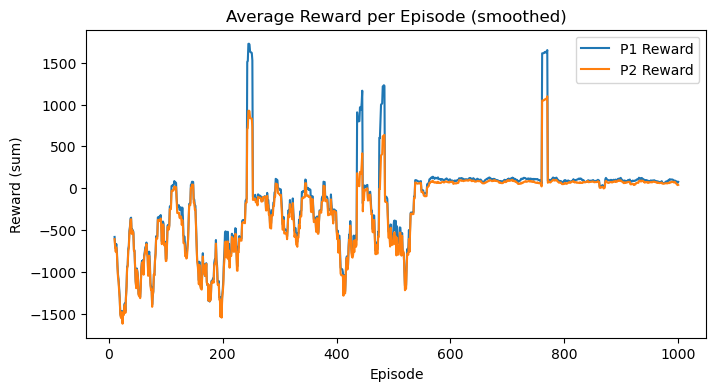 Average Reward per Episode (smoothed)
P1 Reward
P2 Reward
Reward (sum)
1500
1000
500
0
−500
−1000
−1500
0
200
400
600
800
1000
Episode